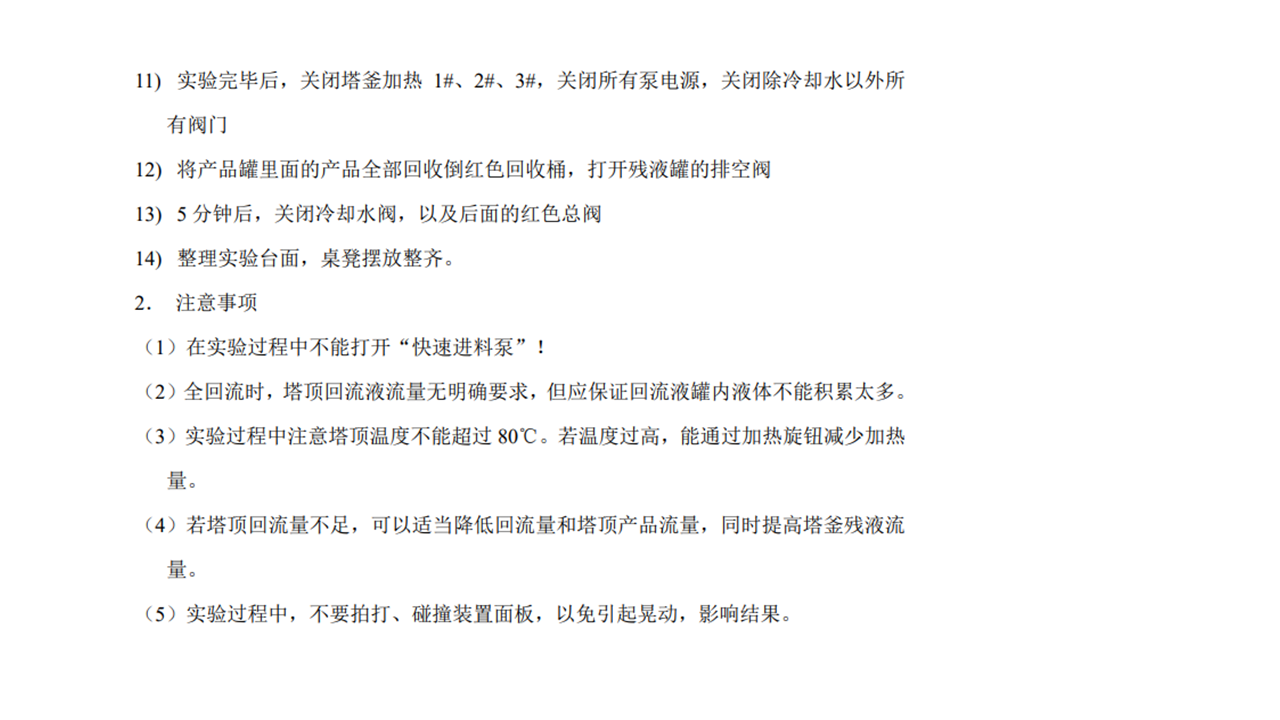 11) 实验完毕后，关闭塔釜加热 1#、2#、3#，关闭所有泵电源，关闭除冷却水以外所
有阀门
12) 将产品罐里面的产品全部回收倒红色回收桶，打开残液罐的排空阀
13) 5 分钟后，关闭冷却水阀，以及后面的红色总阀
14) 整理实验台面，桌凳摆放整齐。
2． 注意事项
（1）在实验过程中不能打开“快速进料泵”！
（2）全回流时，塔顶回流液流量无明确要求，但应保证回流液罐内液体不能积累太多。
（3）实验过程中注意塔顶温度不能超过 80℃。若温度过高，能通过加热旋钮减少加热
量。
（4）若塔顶回流量不足，可以适当降低回流量和塔顶产品流量，同时提高塔釜残液流
量。
（5）实验过程中，不要拍打、碰撞装置面板，以免引起晃动，影响结果。